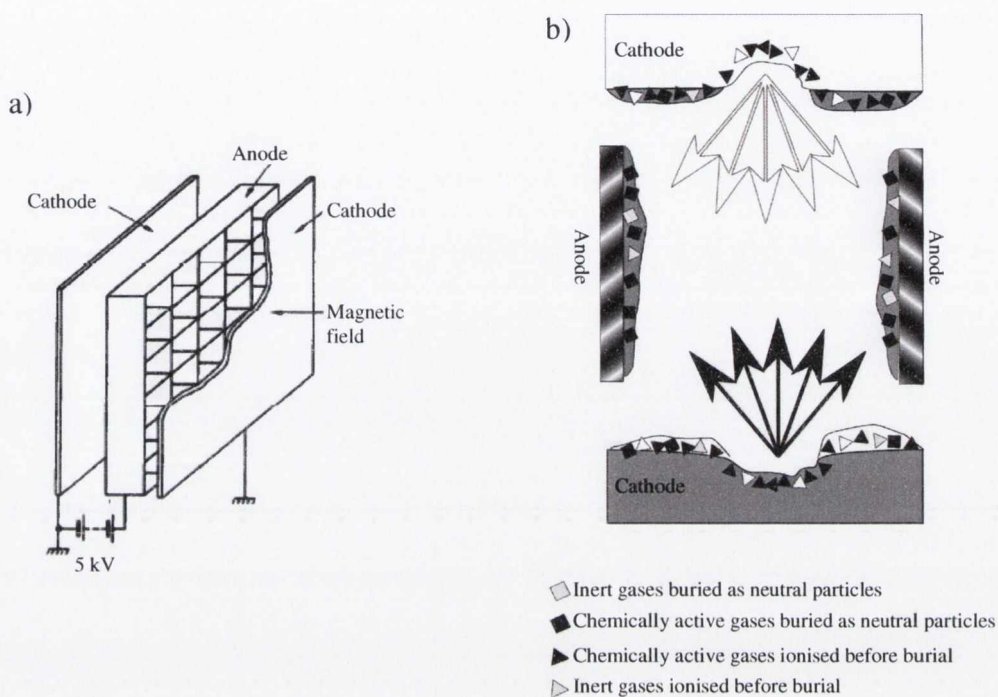 a)
Anode
Cathode
Cathode
Magnetic
field
5 kV
b)
Cathode
Anode
Anode
Cathode
Inert gases buried as neutral particles
Chemically active gases buried as neutral particles
Chemically active gases ionised before burial
Inert gases ionised before burial